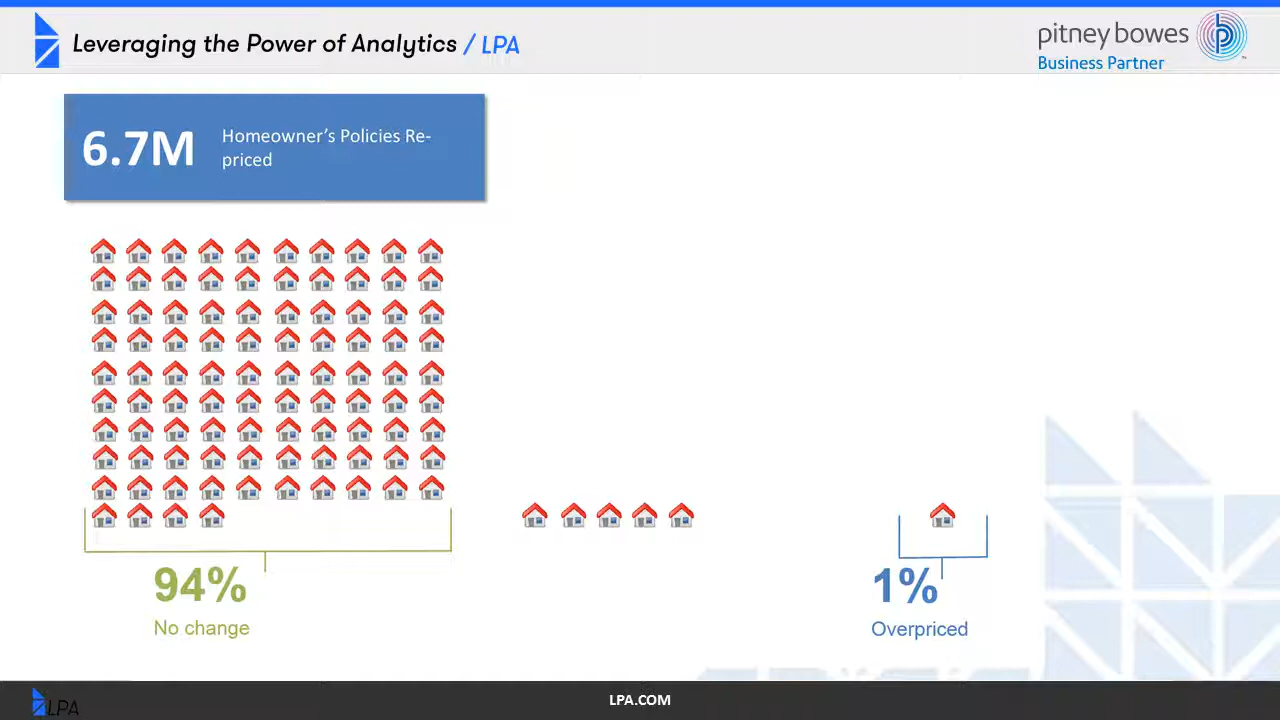 Leveraging the Power of Analytics / LPA
pitney bowes
Business Partner
6.7M
Homeowner's Policies Re-
priced
94%
No change
1%
Overpriced
LPA
LPA.COM